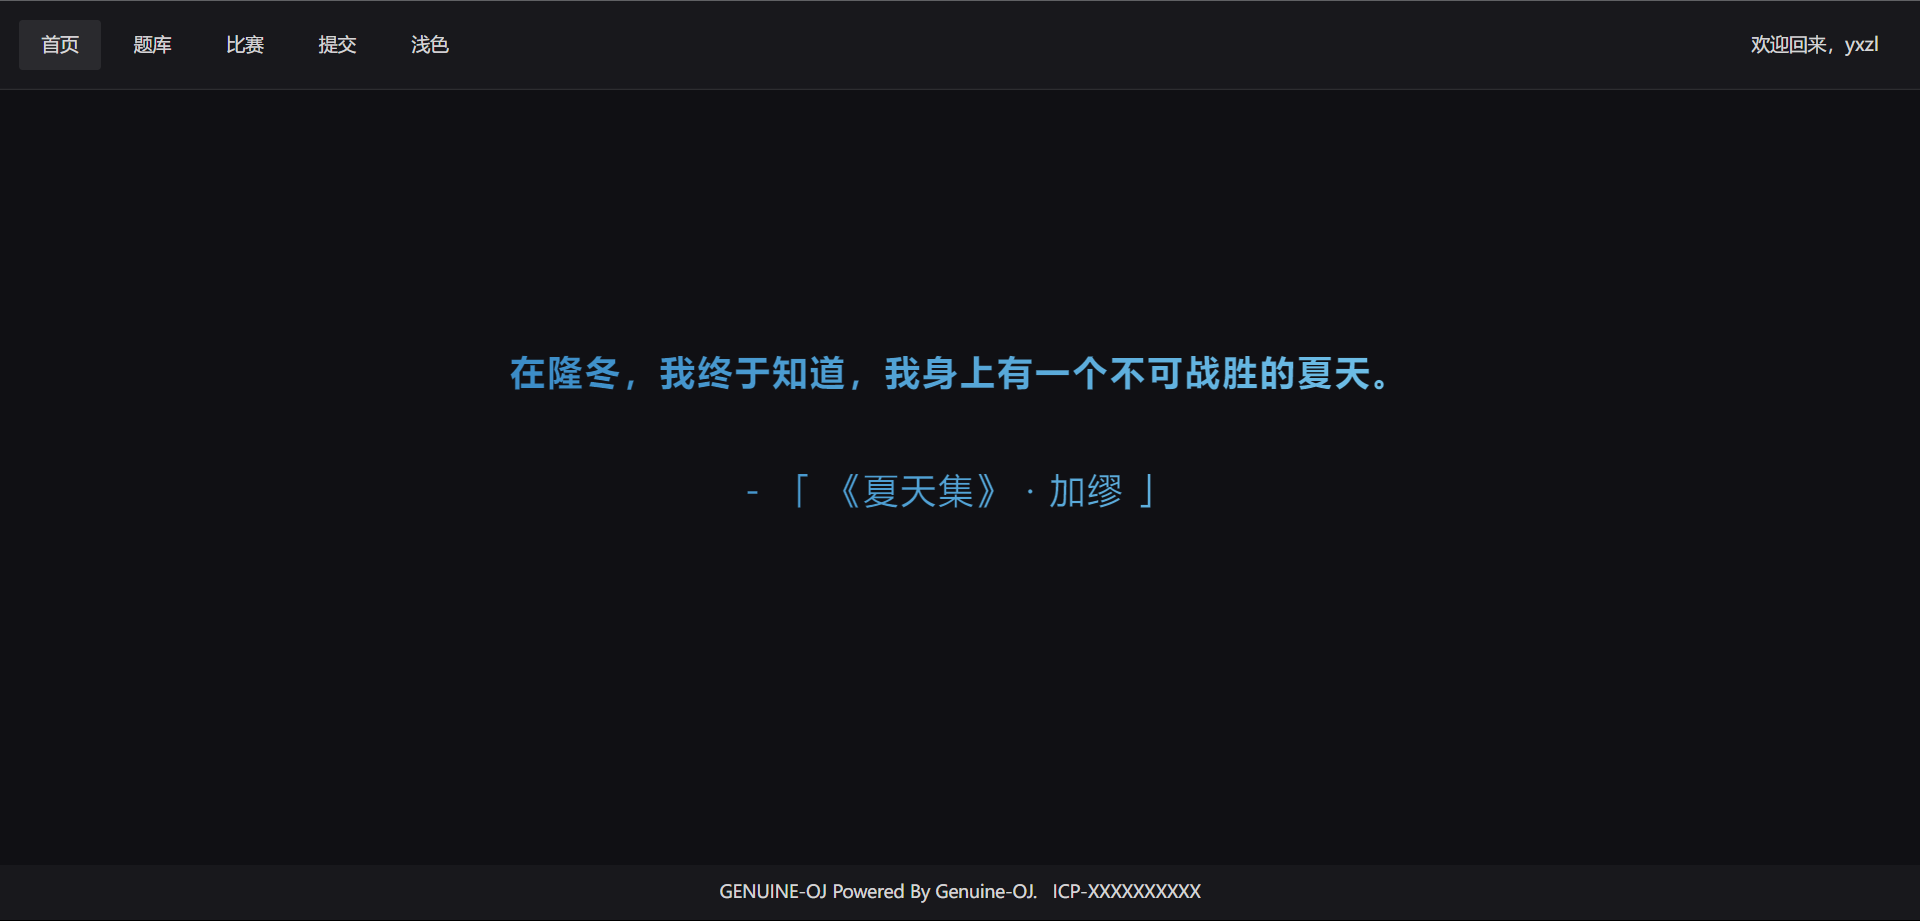 首页 题库 比赛 提交 浅色 欢迎回来，yxzl
在隆冬，我终于知道，我身上有一个不可战胜的夏天。
- 「 《夏天集》 · 加缪 」
GENUINE-OJ Powered By Genuine-OJ. ICP-XXXXXXXXXX